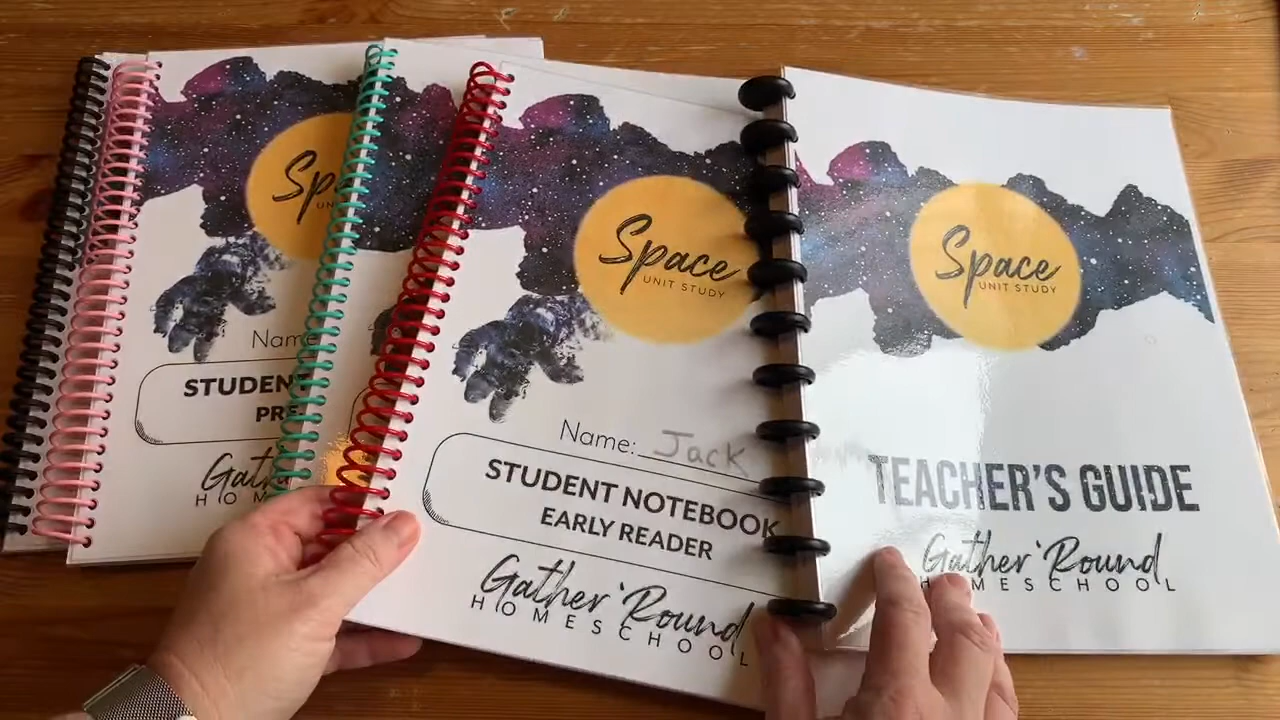 Space
UNIT STUDY
Name:
STUDENT
PRE-
HOMES
Space
UNIT STUDY
Name: Jack
STUDENT NOTEBOOK
EARLY READER
Gather 'Round
HOMESCHOOL
Space
UNIT STUDY
TEACHER'S GUIDE
Gather 'Round
HOMESCHOOL